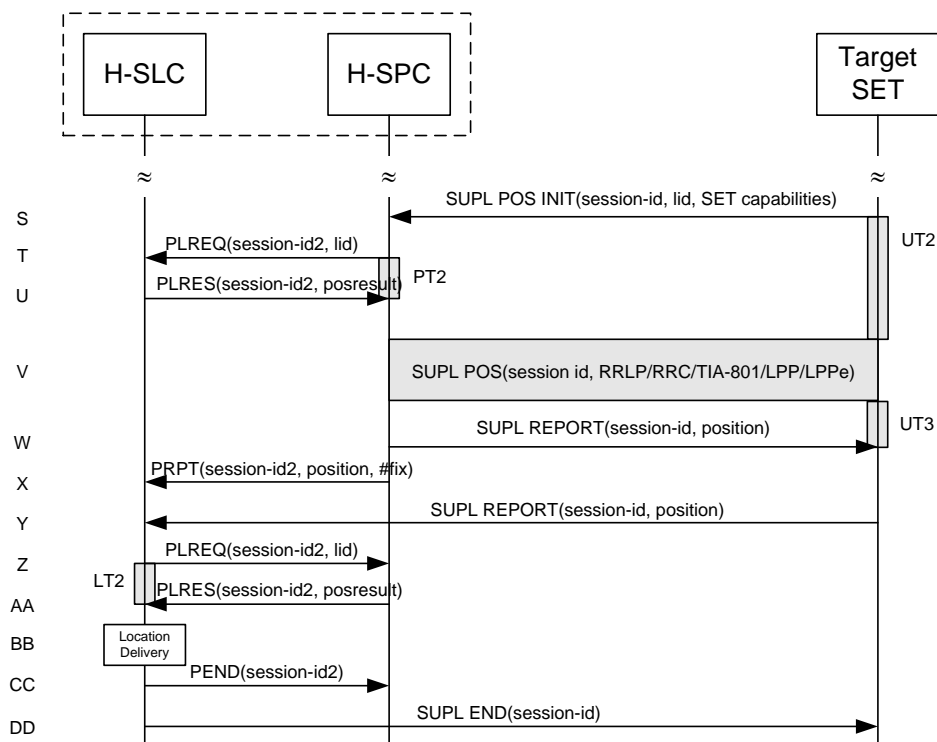 H-SLC
H-SPC
Target
SET
≈ ≈ ≈
S
SUPL POS INIT(session-id, lid, SET capabilities)
UT2
T
PLREQ(session-id2, lid)
PT2
U
PLRES(session-id2, posresult)
V
SUPL POS(session id, RRLP/RRC/TIA-801/LPP/LPPe)
UT3
W
SUPL REPORT(session-id, position)
X
PRPT(session-id2, position, #fix)
Y
SUPL REPORT(session-id, position)
Z
PLREQ(session-id2, lid)
LT2
AA
PLRES(session-id2, posresult)
BB
Location
Delivery
CC
PEND(session-id2)
DD
SUPL END(session-id)